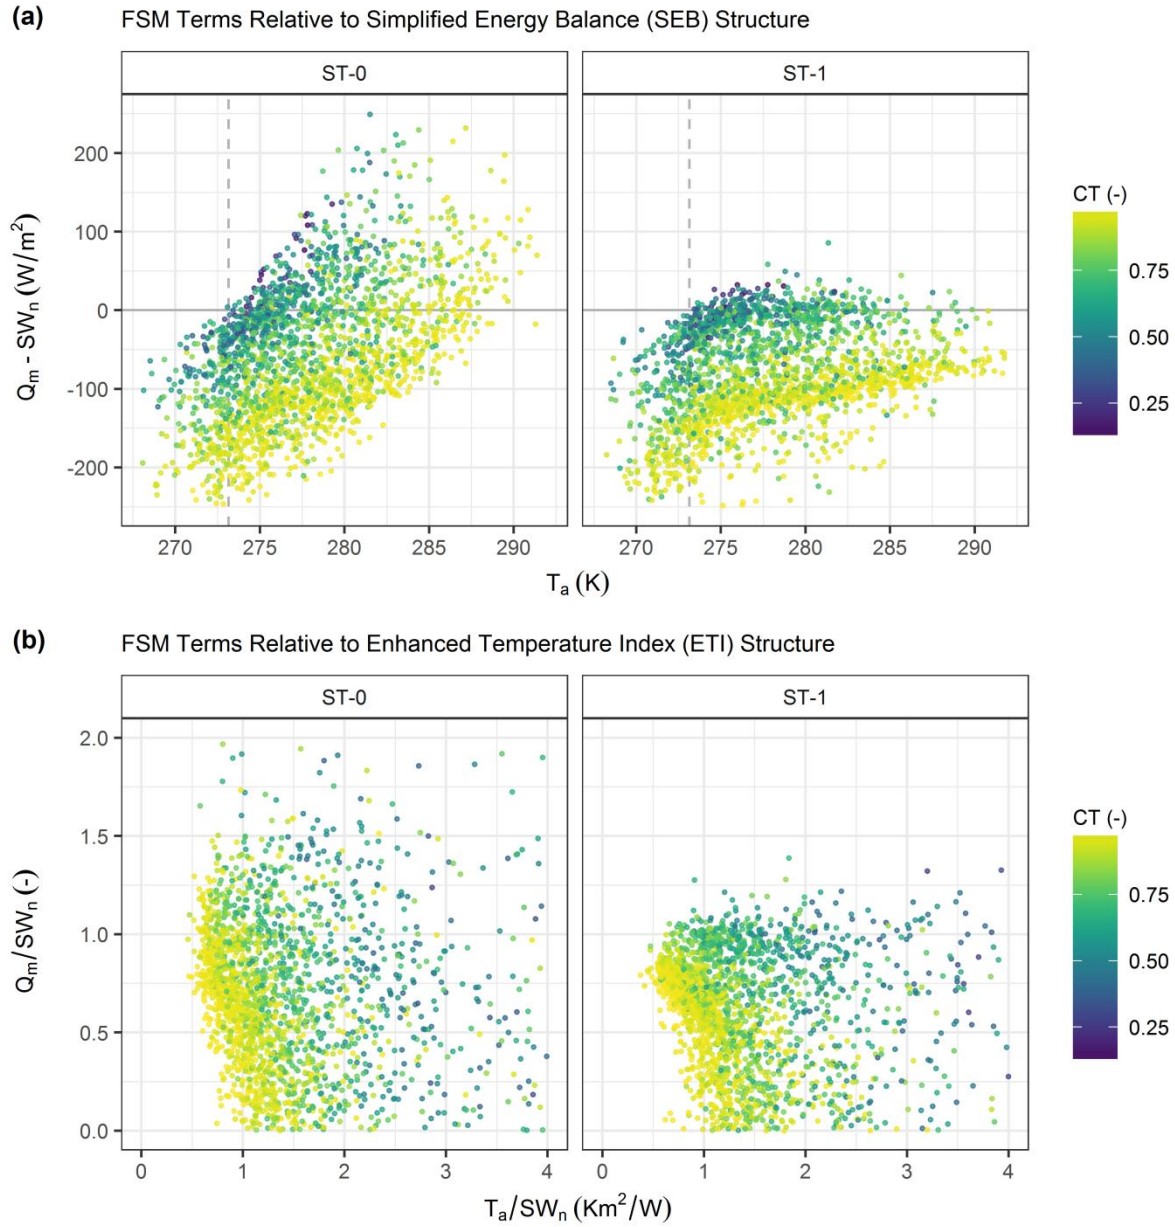 (a) FSM Terms Relative to Simplified Energy Balance (SEB) Structure
ST-0 ST-1
200
100
0
-100
-200
Qm - SWn (W/m²)
270 275 280 285 290 270 275 280 285 290
Ta (K)
CT (-)
0.75
0.50
0.25
(b) FSM Terms Relative to Enhanced Temperature Index (ETI) Structure
ST-0 ST-1
2.0
1.5
1.0
0.5
0.0
Qm/SWn (-)
0 1 2 3 4 0 1 2 3 4
Ta/SWn (Km²/W)
CT (-)
0.75
0.50
0.25